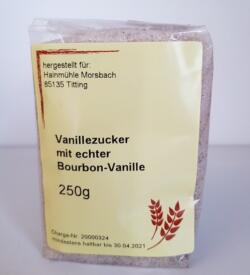 hergestellt für:
Hainmühle Morsbach
85135 Titting
Vanillezucker
mit echter
Bourbon-Vanille
250g
Charge-Nr. 20000324
mindestens haltbar bis 30.04.2021